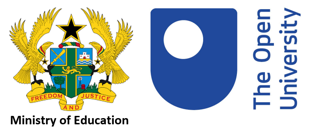 FREEDOM AND JUSTICE
Ministry of Education
The Open
University